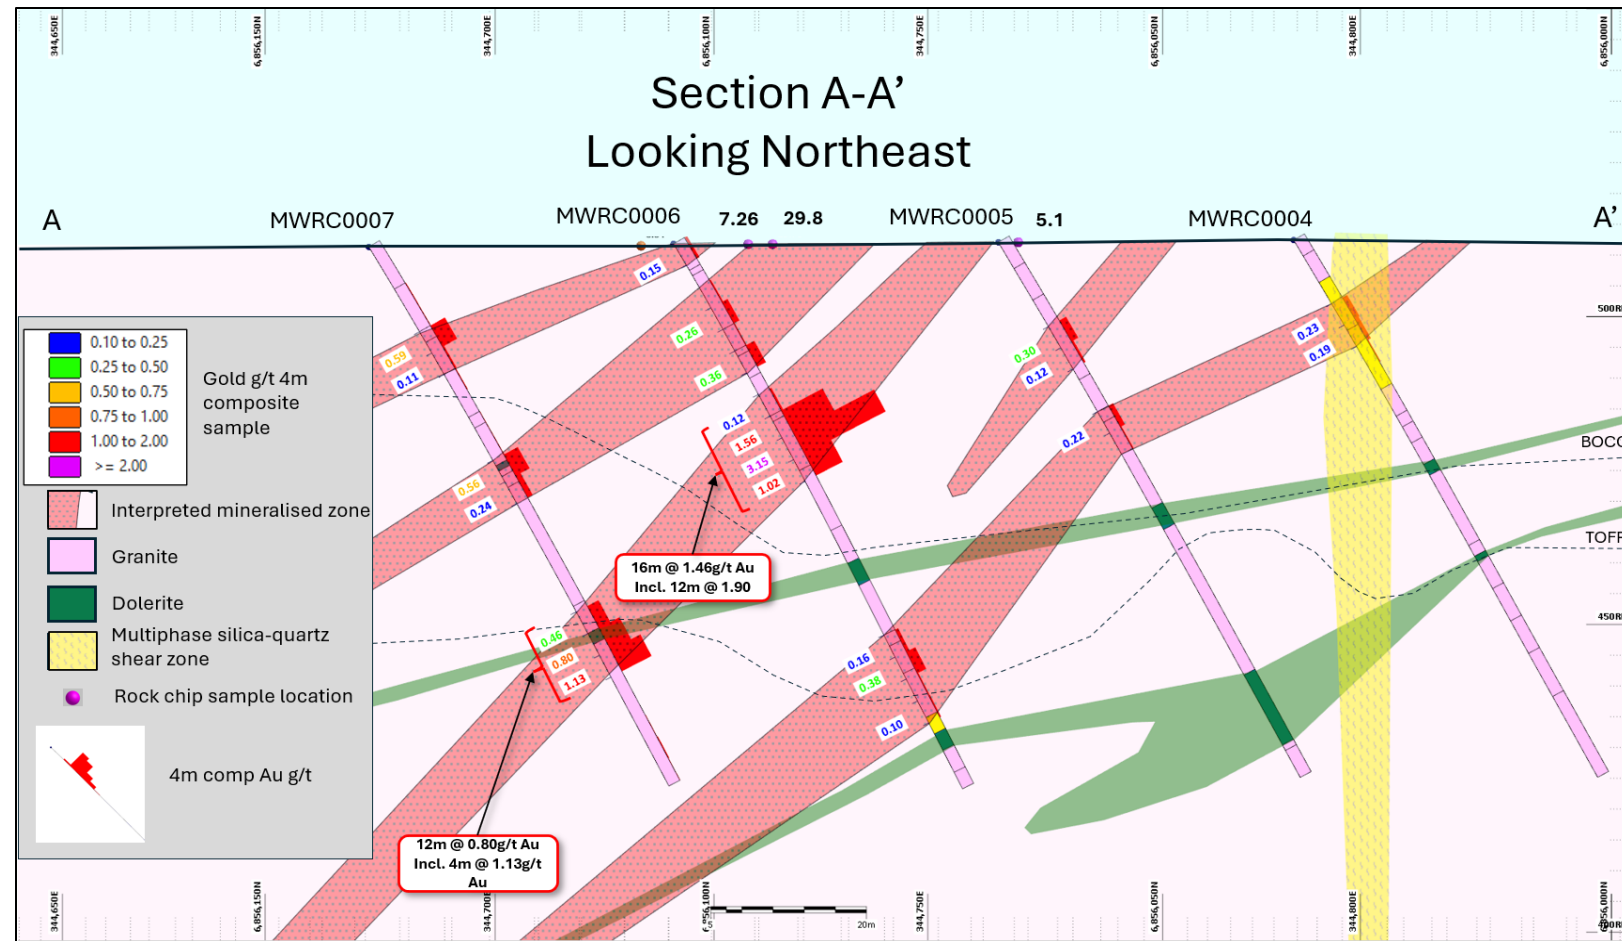 344,650E
6,856,150N
344,700E
6,856,100N
344,750E
6,856,050N
344,800E
6,856,000N
Section A-A’
Looking Northeast
A
MWRC0007
MWRC0006
7.26
29.8
MWRC0005
5.1
MWRC0004
A’
0.15
0.59
0.11
0.26
0.36
0.12
1.56
3.15
1.02
0.56
0.24
0.30
0.12
0.22
0.23
0.19
0.46
0.80
1.13
0.16
0.38
0.10
500R
BOCO
TOFR
450R
16m @ 1.46g/t Au
Incl. 12m @ 1.90
12m @ 0.80g/t Au
Incl. 4m @ 1.13g/t
Au
0.10 to 0.25
0.25 to 0.50
0.50 to 0.75
0.75 to 1.00
1.00 to 2.00
>= 2.00
Gold g/t 4m
composite
sample
Interpreted mineralised zone
Granite
Dolerite
Multiphase silica-quartz
shear zone
Rock chip sample location
4m comp Au g/t
344,650E
6,856,150N
344,700E
6,856,100N
344,750E
6,856,050N
344,800E
6,856,000N
20m